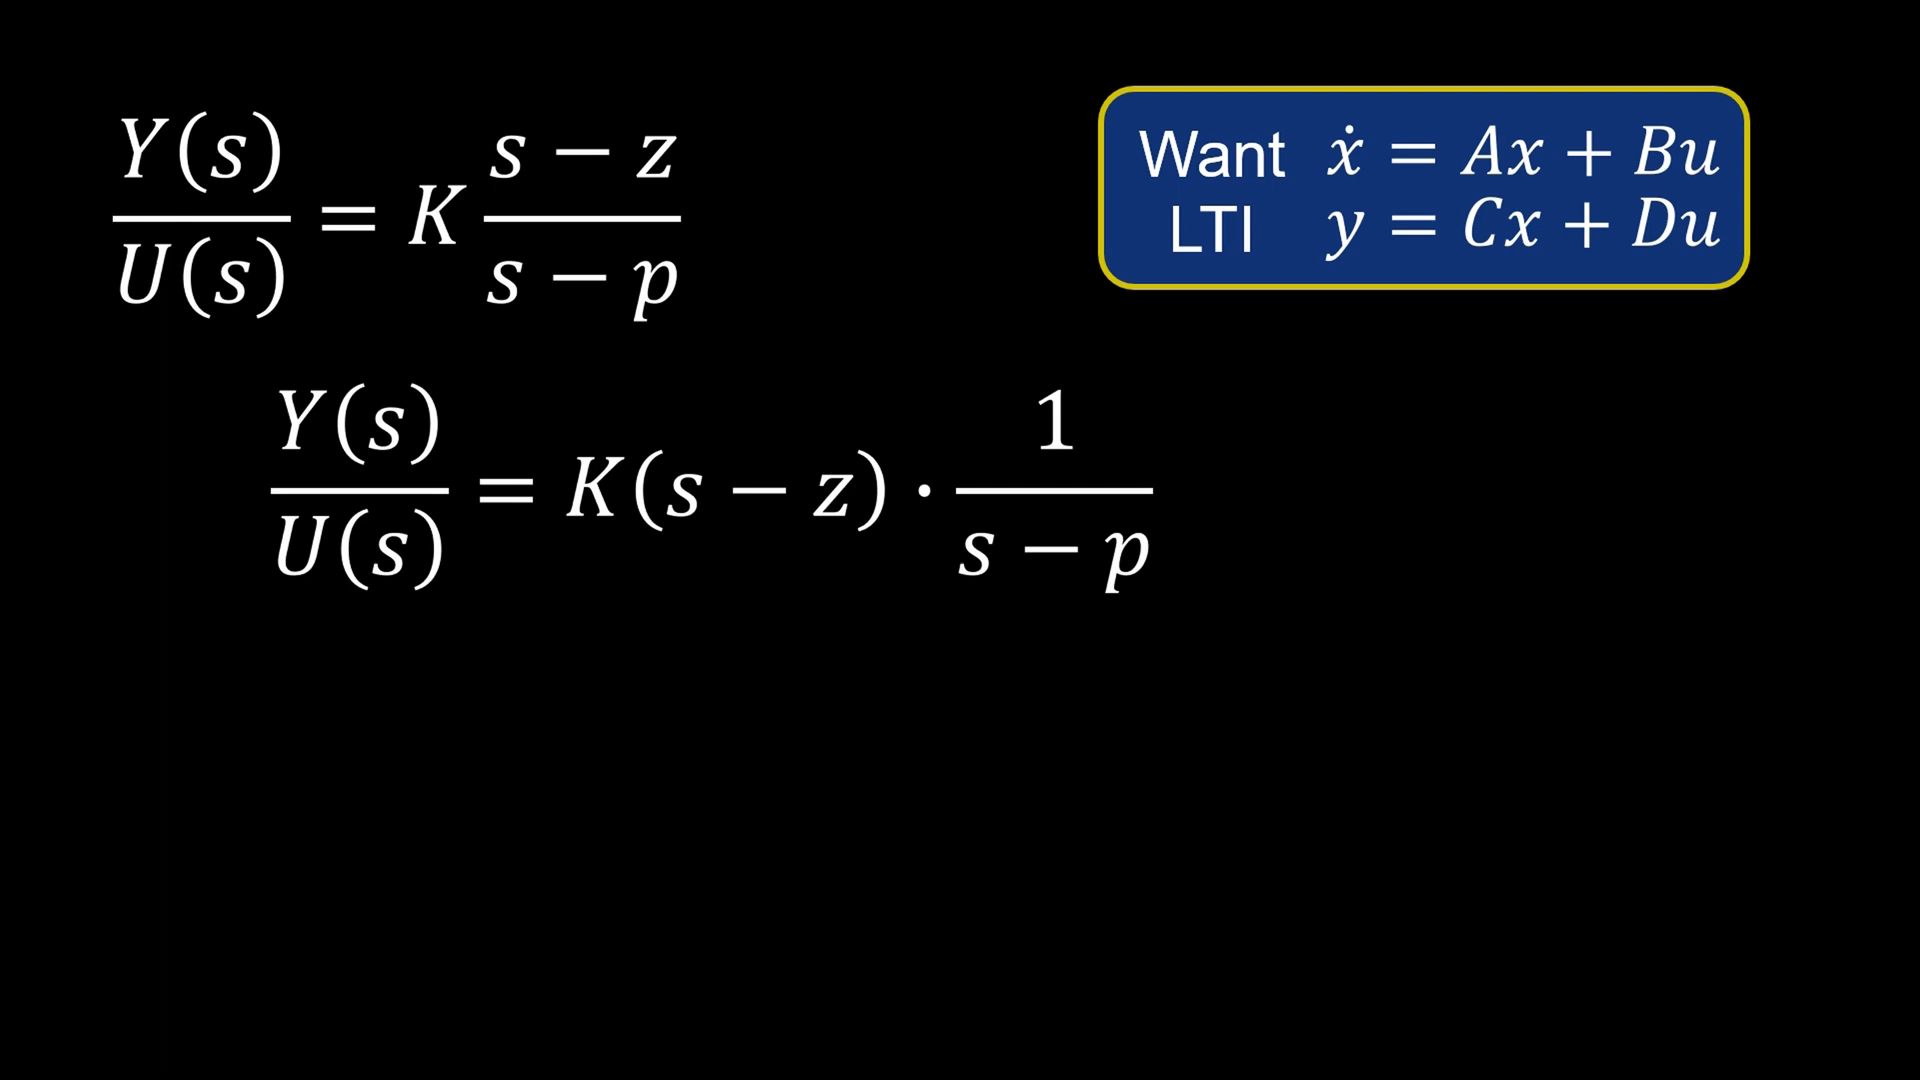 Y(s)/U(s) = K (s − z)/(s − p)
Want ẋ = Ax + Bu
LTI y = Cx + Du
Y(s)/U(s) = K(s − z) · 1/(s − p)